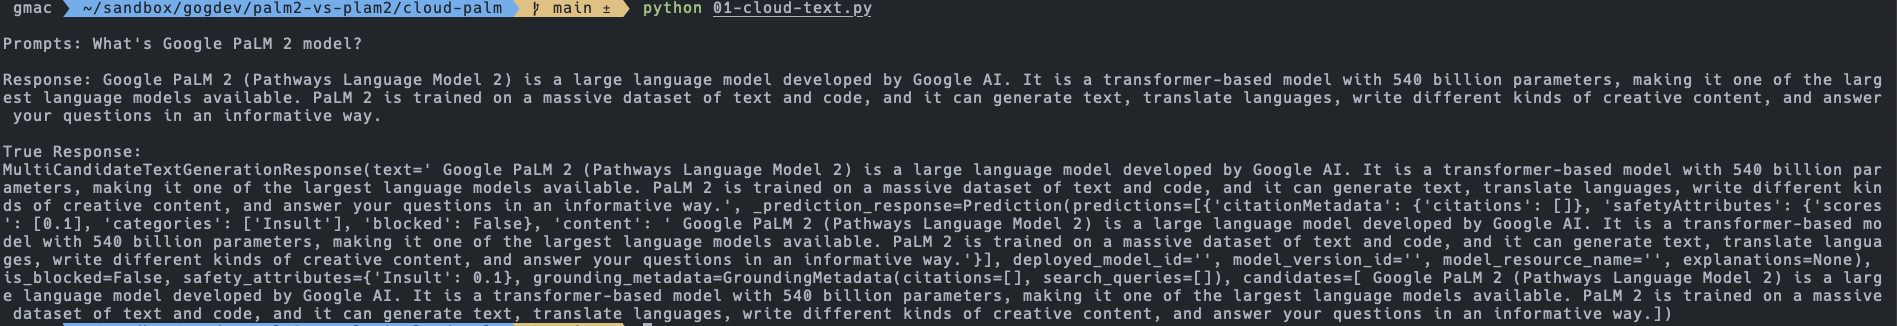 gmac ~/sandbox/gogdev/palm2-vs-plam2/cloud-palm main ± python 01-cloud-text.py
Prompts: What's Google PaLM 2 model?
Response: Google PaLM 2 (Pathways Language Model 2) is a large language model developed by Google AI. It is a transformer-based model with 540 billion parameters, making it one of the larg
est language models available. PaLM 2 is trained on a massive dataset of text and code, and it can generate text, translate languages, write different kinds of creative content, and answer
your questions in an informative way.
True Response:
MultiCandidateTextGenerationResponse(text=' Google PaLM 2 (Pathways Language Model 2) is a large language model developed by Google AI. It is a transformer-based model with 540 billion par
ameters, making it one of the largest language models available. PaLM 2 is trained on a massive dataset of text and code, and it can generate text, translate languages, write different kin
ds of creative content, and answer your questions in an informative way.', _prediction_response=Prediction(predictions=[{'citationMetadata': {'citations': []}, 'safetyAttributes': {'scores
': [0.1], 'categories': ['Insult'], 'blocked': False}, 'content': ' Google PaLM 2 (Pathways Language Model 2) is a large language model developed by Google AI. It is a transformer-based mo
del with 540 billion parameters, making it one of the largest language models available. PaLM 2 is trained on a massive dataset of text and code, and it can generate text, translate langua
ges, write different kinds of creative content, and answer your questions in an informative way.'}], deployed_model_id='', model_version_id='', model_resource_name='', explanations=None),
is_blocked=False, safety_attributes={'Insult': 0.1}, grounding_metadata=GroundingMetadata(citations=[], search_queries=[]), candidates=[ Google PaLM 2 (Pathways Language Model 2) is a larg
e language model developed by Google AI. It is a transformer-based model with 540 billion parameters, making it one of the largest language models available. PaLM 2 is trained on a massive
dataset of text and code, and it can generate text, translate languages, write different kinds of creative content, and answer your questions in an informative way.])